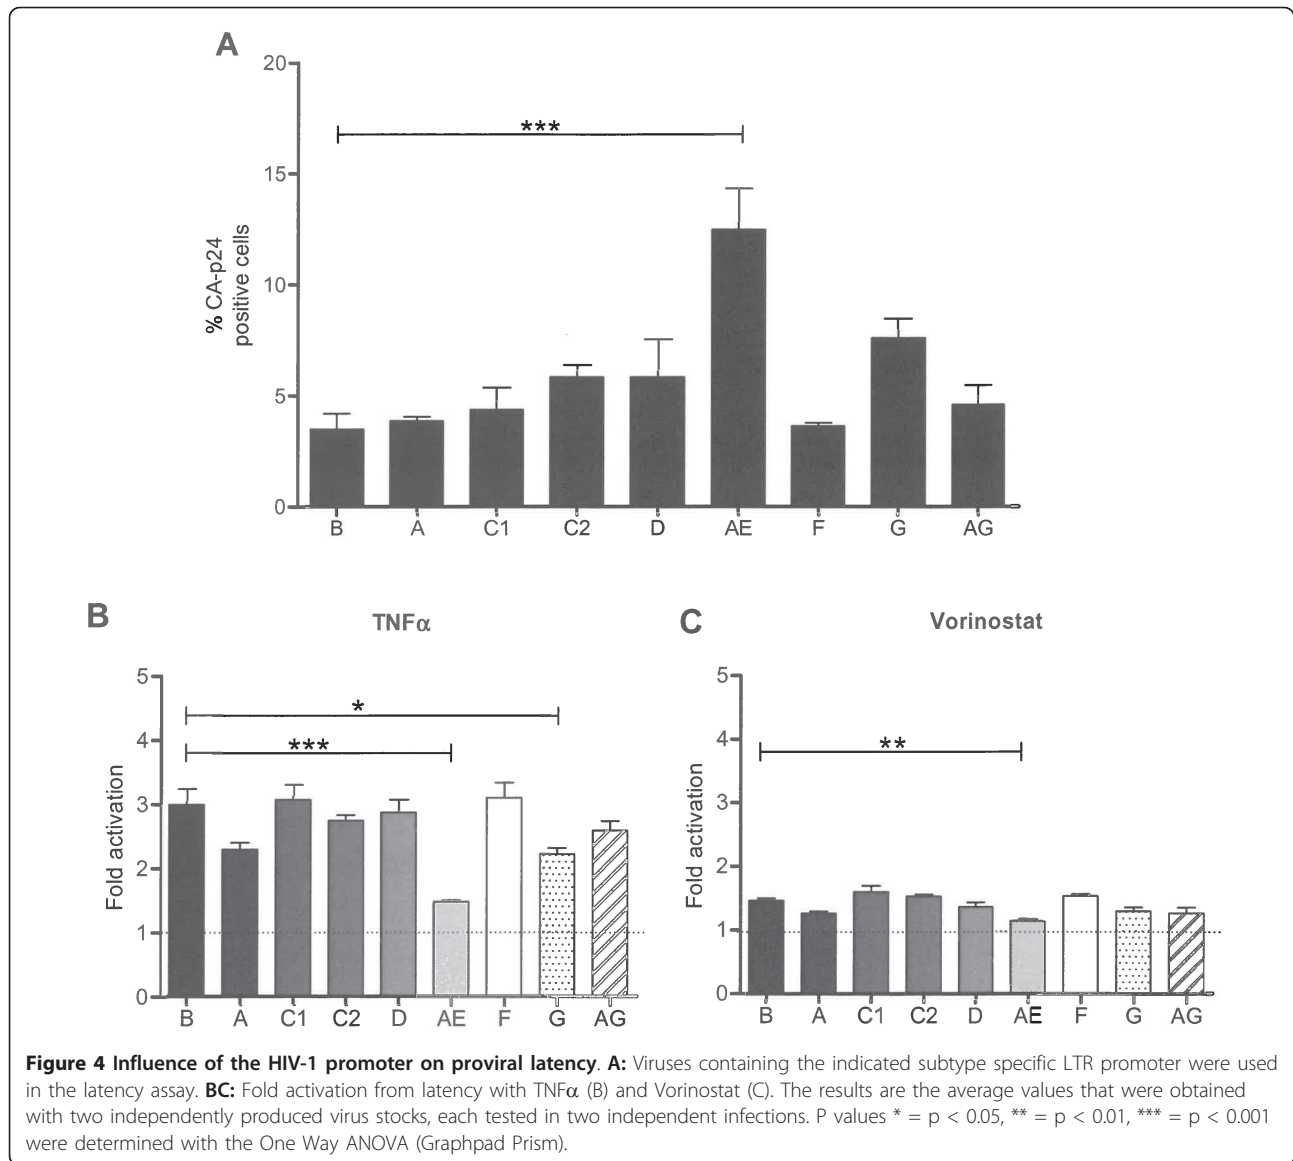 A
20
15
10
5
0
% CA-p24
positive cells
***
B A C1 C2 D AE F G AG
B
TNFα
5
4
3
2
1
0
Fold activation
*
***
B A C1 C2 D AE F G AG
C
Vorinostat
5
4
3
2
1
0
Fold activation
**
B A C1 C2 D AE F G AG
Figure 4 Influence of the HIV-1 promoter on proviral latency. A: Viruses containing the indicated subtype specific LTR promoter were used
in the latency assay. BC: Fold activation from latency with TNFα (B) and Vorinostat (C). The results are the average values that were obtained
with two independently produced virus stocks, each tested in two independent infections. P values * = p < 0.05, ** = p < 0.01, *** = p < 0.001
were determined with the One Way ANOVA (Graphpad Prism).